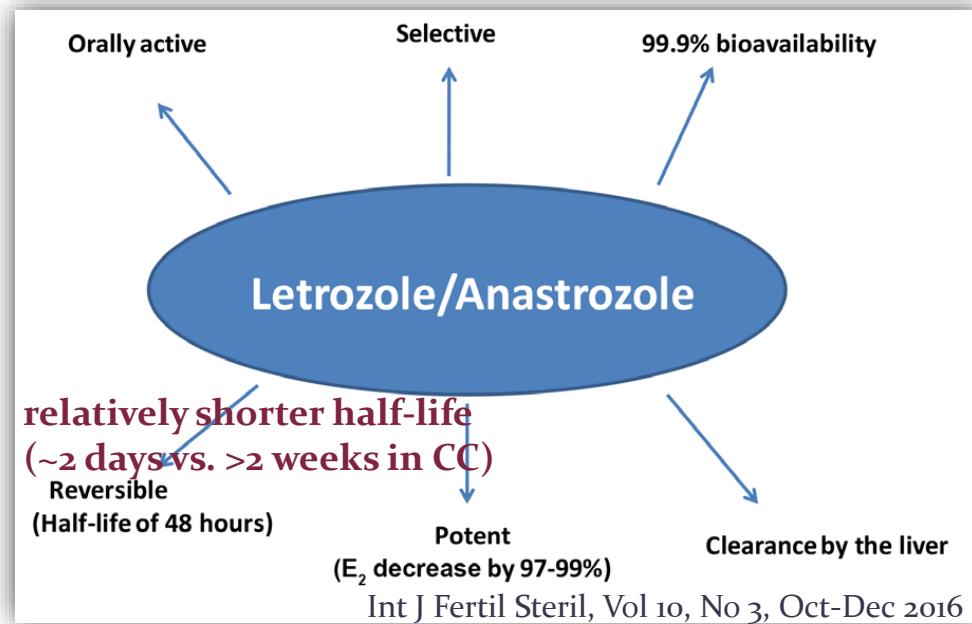 Orally active
Selective
99.9% bioavailability
Letrozole/Anastrozole
relatively shorter half-life
(~2 days vs. >2 weeks in CC)
Reversible
(Half-life of 48 hours)
Potent
(E₂ decrease by 97-99%)
Clearance by the liver
Int J Fertil Steril, Vol 10, No 3, Oct-Dec 2016